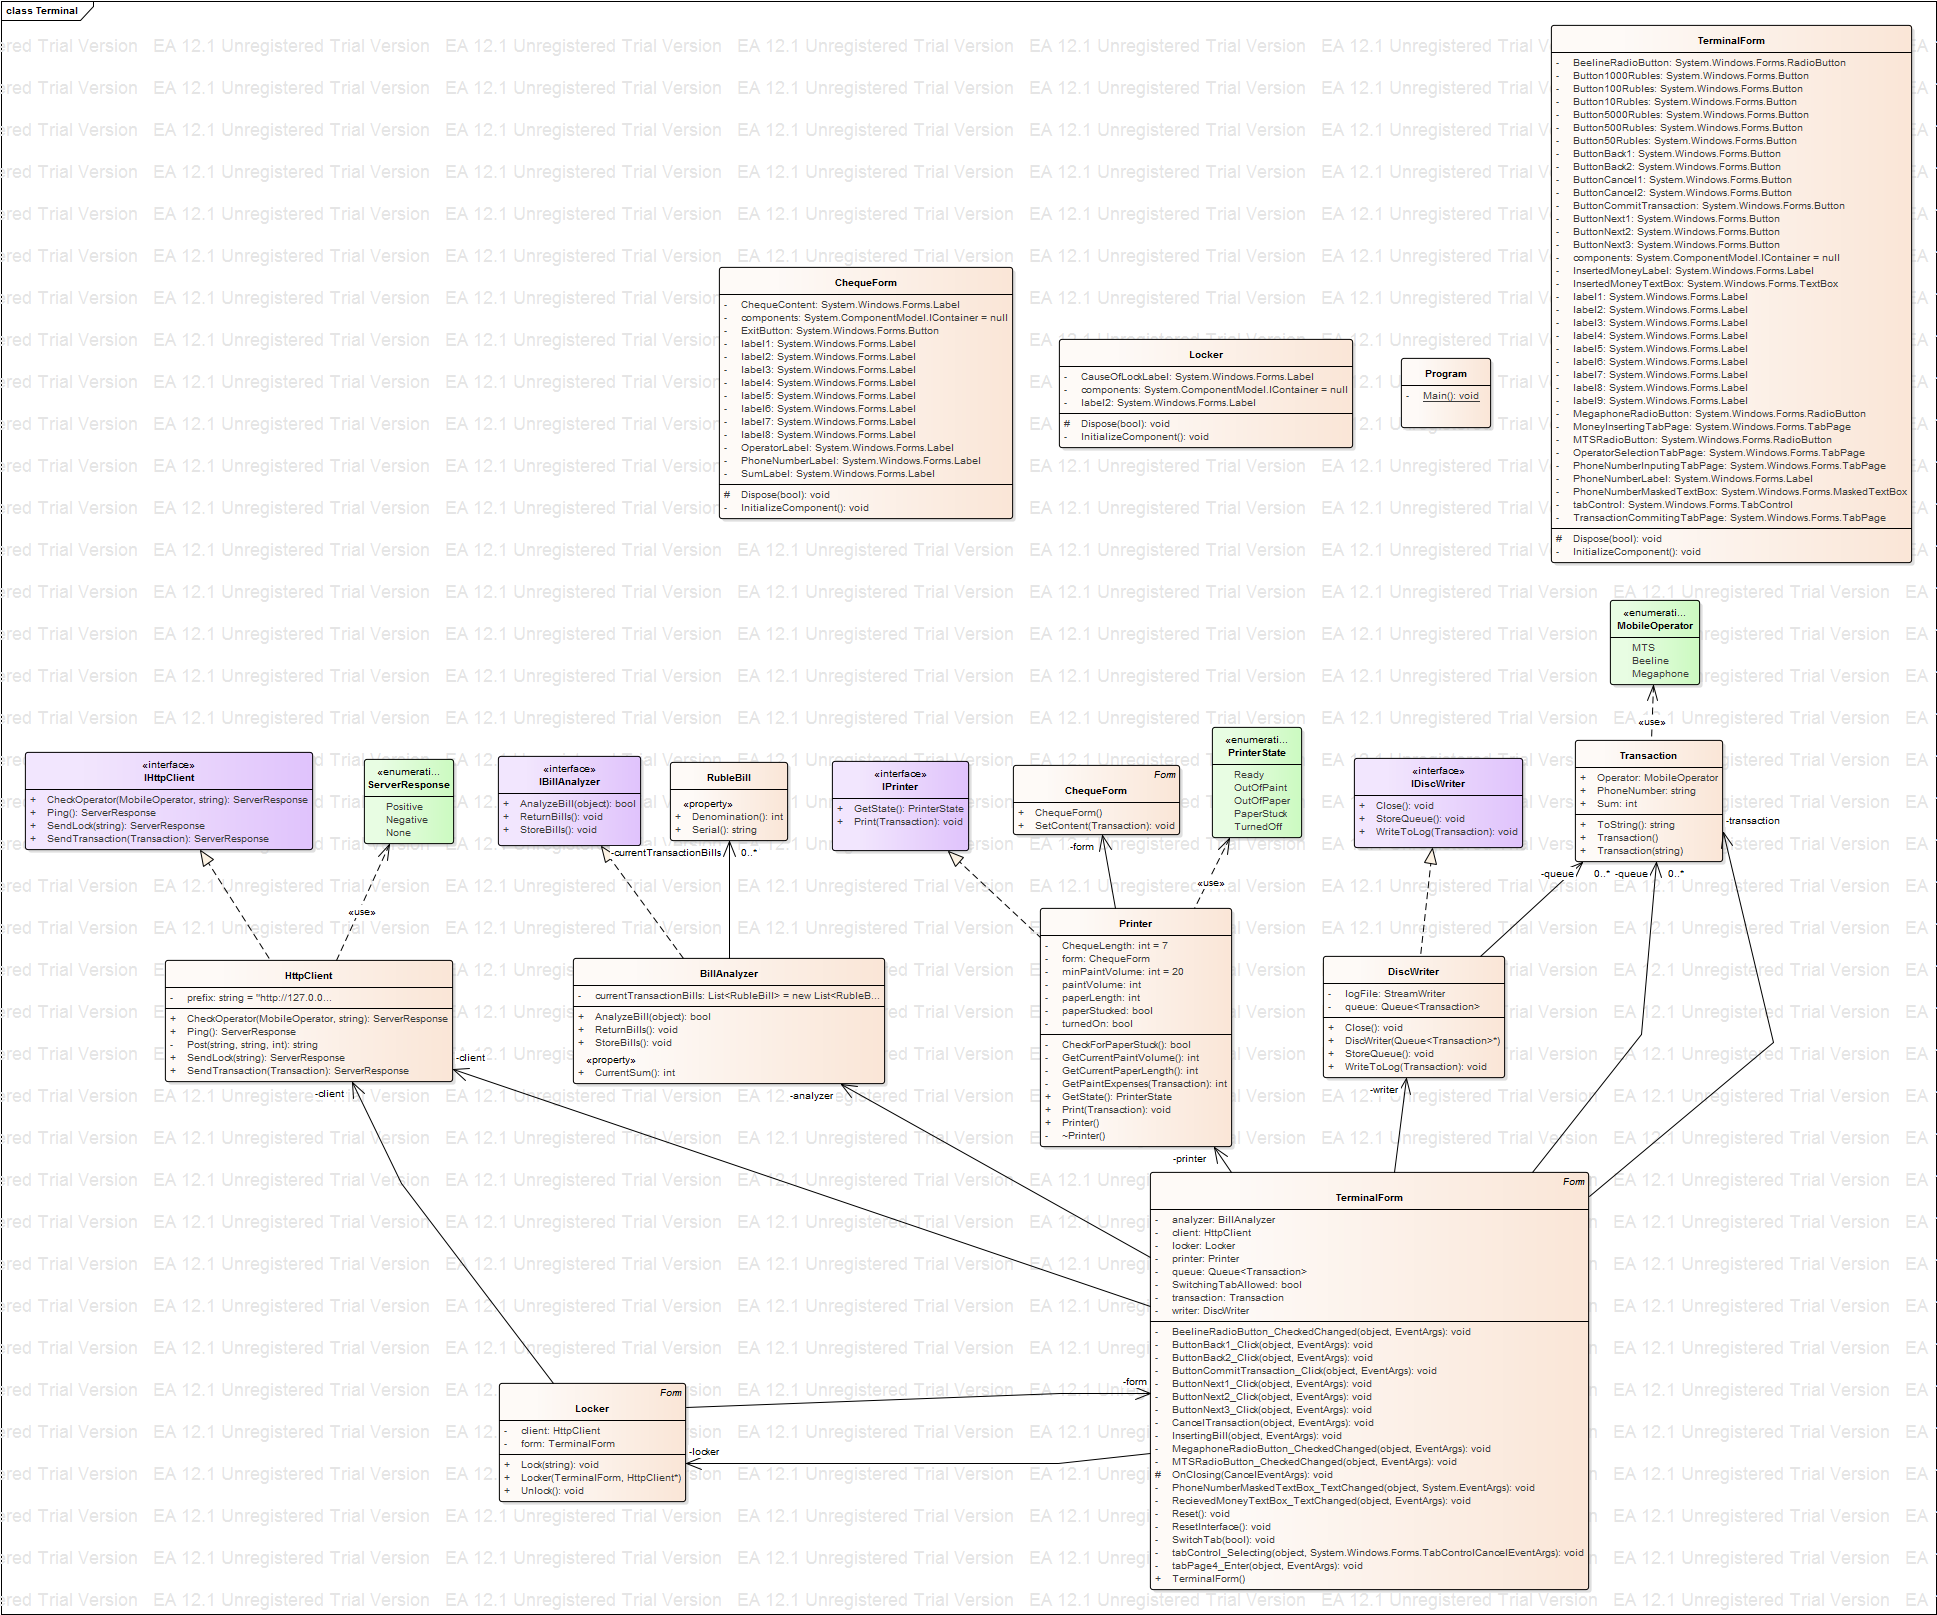 class Terminal
TerminalForm
- BeelineRadioButton: System.Windows.Forms.RadioButton
- Button1000Rubles: System.Windows.Forms.Button
- Button100Rubles: System.Windows.Forms.Button
- Button10Rubles: System.Windows.Forms.Button
- Button5000Rubles: System.Windows.Forms.Button
- Button500Rubles: System.Windows.Forms.Button
- Button50Rubles: System.Windows.Forms.Button
- ButtonBack1: System.Windows.Forms.Button
- ButtonBack2: System.Windows.Forms.Button
- ButtonCancel1: System.Windows.Forms.Button
- ButtonCancel2: System.Windows.Forms.Button
- ButtonCommitTransaction: System.Windows.Forms.Button
- ButtonNext1: System.Windows.Forms.Button
- ButtonNext2: System.Windows.Forms.Button
- ButtonNext3: System.Windows.Forms.Button
- components: System.ComponentModel.IContainer = null
- InsertedMoneyLabel: System.Windows.Forms.Label
- InsertedMoneyTextBox: System.Windows.Forms.TextBox
- label1: System.Windows.Forms.Label
- label2: System.Windows.Forms.Label
- label3: System.Windows.Forms.Label
- label4: System.Windows.Forms.Label
- label5: System.Windows.Forms.Label
- label6: System.Windows.Forms.Label
- label7: System.Windows.Forms.Label
- label8: System.Windows.Forms.Label
- label9: System.Windows.Forms.Label
- MegaphoneRadioButton: System.Windows.Forms.RadioButton
- MoneyInsertingTabPage: System.Windows.Forms.TabPage
- MTSRadioButton: System.Windows.Forms.RadioButton
- OperatorSelectionTabPage: System.Windows.Forms.TabPage
- PhoneNumberInputingTabPage: System.Windows.Forms.TabPage
- PhoneNumberLabel: System.Windows.Forms.Label
- PhoneNumberMaskedTextBox: System.Windows.Forms.MaskedTextBox
- tabControl: System.Windows.Forms.TabControl
- TransactionCommitingTabPage: System.Windows.Forms.TabPage
# Dispose(bool): void
- InitializeComponent(): void
ChequeForm
- ChequeContent: System.Windows.Forms.Label
- components: System.ComponentModel.IContainer = null
- ExitButton: System.Windows.Forms.Button
- label1: System.Windows.Forms.Label
- label2: System.Windows.Forms.Label
- label3: System.Windows.Forms.Label
- label4: System.Windows.Forms.Label
- label5: System.Windows.Forms.Label
- label6: System.Windows.Forms.Label
- label7: System.Windows.Forms.Label
- label8: System.Windows.Forms.Label
- OperatorLabel: System.Windows.Forms.Label
- PhoneNumberLabel: System.Windows.Forms.Label
- SumLabel: System.Windows.Forms.Label
# Dispose(bool): void
- InitializeComponent(): void
Locker
- CauseOfLockLabel: System.Windows.Forms.Label
- components: System.ComponentModel.IContainer = null
- label2: System.Windows.Forms.Label
# Dispose(bool): void
- InitializeComponent(): void
Program
- Main(): void
«enumerati...
MobileOperator
MTS
Beeline
Megaphone
«use»
«interface»
IHttpClient
+ CheckOperator(MobileOperator, string): ServerResponse
+ Ping(): ServerResponse
+ SendLock(string): ServerResponse
+ SendTransaction(Transaction): ServerResponse
«enumerati...
ServerResponse
Positive
Negative
None
«interface»
IBillAnalyzer
+ AnalyzeBill(object): bool
+ ReturnBills(): void
+ StoreBills(): void
RubleBill
«property»
+ Denomination(): int
+ Serial(): string
«interface»
IPrinter
+ GetState(): PrinterState
+ Print(Transaction): void
Form
ChequeForm
+ ChequeForm()
+ SetContent(Transaction): void
«enumerati...
PrinterState
Ready
OutOfPaint
OutOfPaper
PaperStuck
TurnedOff
«interface»
IDiscWriter
+ Close(): void
+ StoreQueue(): void
+ WriteToLog(Transaction): void
Transaction
+ Operator: MobileOperator
+ PhoneNumber: string
+ Sum: int
+ ToString(): string
+ Transaction()
+ Transaction(string)
-transaction
-currentTransactionBills
0..*
-form
-queue
0..*
-queue
0..*
«use»
«use»
HttpClient
- prefix: string = "http://127.0.0...
+ CheckOperator(MobileOperator, string): ServerResponse
+ Ping(): ServerResponse
- Post(string, string, int): string
+ SendLock(string): ServerResponse
+ SendTransaction(Transaction): ServerResponse
-client
-client
BillAnalyzer
- currentTransactionBills: List<RubleBill> = new List<RubleB...
+ AnalyzeBill(object): bool
+ ReturnBills(): void
+ StoreBills(): void
«property»
+ CurrentSum(): int
-analyzer
Printer
- ChequeLength: int = 7
- form: ChequeForm
- minPaintVolume: int = 20
- paintVolume: int
- paperLength: int
- paperStucked: bool
- turnedOn: bool
- CheckForPaperStuck(): bool
- GetCurrentPaintVolume(): int
- GetCurrentPaperLength(): int
- GetPaintExpenses(Transaction): int
+ GetState(): PrinterState
+ Print(Transaction): void
+ Printer()
- ~Printer()
-printer
DiscWriter
- logFile: StreamWriter
- queue: Queue<Transaction>
+ Close(): void
+ DiscWriter(Queue<Transaction>*)
+ StoreQueue(): void
+ WriteToLog(Transaction): void
-writer
Form
TerminalForm
- analyzer: BillAnalyzer
- client: HttpClient
- locker: Locker
- printer: Printer
- queue: Queue<Transaction>
- SwitchingTabAllowed: bool
- transaction: Transaction
- writer: DiscWriter
- BeelineRadioButton_CheckedChanged(object, EventArgs): void
- ButtonBack1_Click(object, EventArgs): void
- ButtonBack2_Click(object, EventArgs): void
- ButtonCommitTransaction_Click(object, EventArgs): void
- ButtonNext1_Click(object, EventArgs): void
- ButtonNext2_Click(object, EventArgs): void
- ButtonNext3_Click(object, EventArgs): void
- CancelTransaction(object, EventArgs): void
- InsertingBill(object, EventArgs): void
- MegaphoneRadioButton_CheckedChanged(object, EventArgs): void
- MTSRadioButton_CheckedChanged(object, EventArgs): void
# OnClosing(CancelEventArgs): void
- PhoneNumberMaskedTextBox_TextChanged(object, System.EventArgs): void
- RecievedMoneyTextBox_TextChanged(object, EventArgs): void
- Reset(): void
- ResetInterface(): void
- SwitchTab(bool): void
- tabControl_Selecting(object, System.Windows.Forms.TabControlCancelEventArgs): void
- tabPage4_Enter(object, EventArgs): void
+ TerminalForm()
-form
-locker
Form
Locker
- client: HttpClient
- form: TerminalForm
+ Lock(string): void
+ Locker(TerminalForm, HttpClient*)
+ Unlock(): void
EA 12.1 Unregistered Trial Version